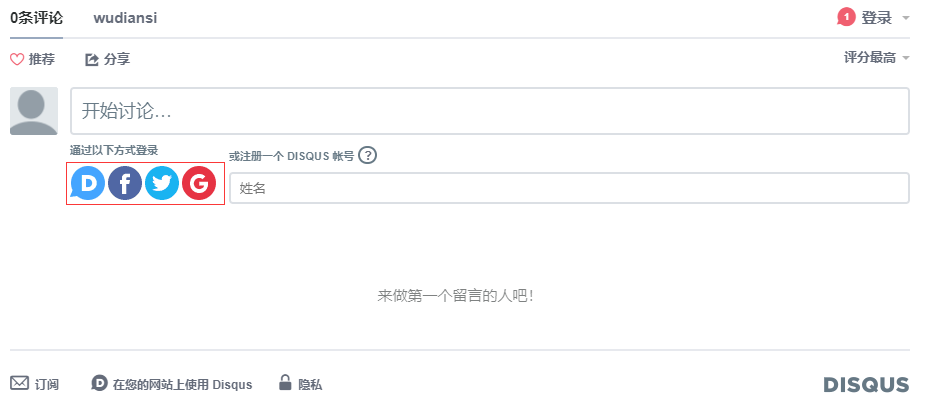 0条评论 wudiansi 1 登录
推荐 分享 评分最高
开始讨论...
通过以下方式登录 或注册一个 DISQUS 帐号 ?
D f G 姓名
来做第一个留言的人吧！
订阅 D 在您的网站上使用 Disqus 隐私 DISQUS